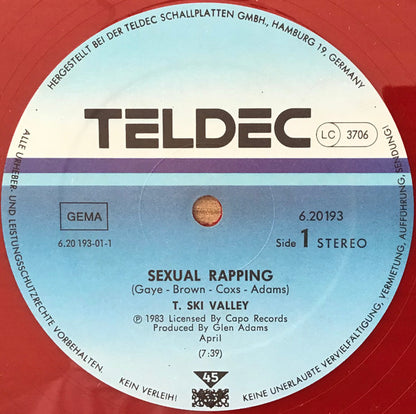 HERGESTELLT BEI DER TELDEC SCHALLPLATTEN GMBH., HAMBURG 19, GERMANY
TELDEC
LC 3706
GEMA
6.20193
6.20 193-01-1
Side 1 STEREO
SEXUAL RAPPING
(Gaye - Brown - Coxs - Adams)
T. SKI VALLEY
℗ 1983 Licensed By Capo Records
Produced By Glen Adams
April
(7:39)
45
ALLE URHEBER- UND LEISTUNGSSCHUTZRECHTE VORBEHALTEN.
KEIN VERLEIH!
KEINE UNERLAUBTE VERVIELFÄLTIGUNG, VERMIETUNG, AUFFÜHRUNG, SENDUNG!